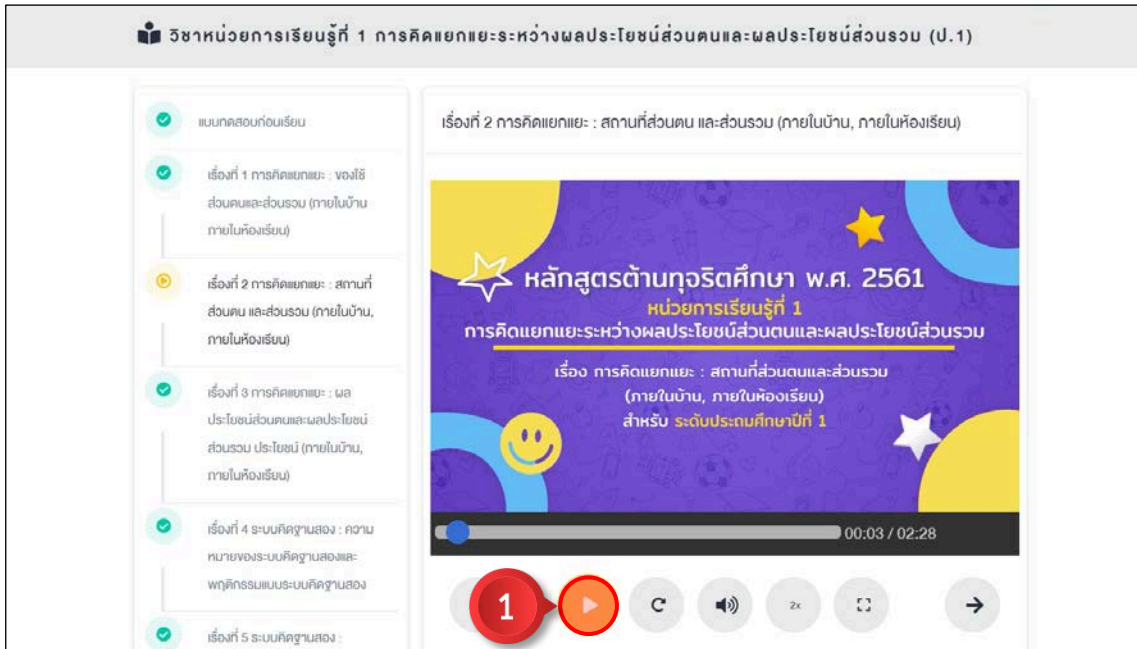 วิชาหน่วยการเรียนรู้ที่ 1 การคิดแยกแยะระหว่างผลประโยชน์ส่วนตนและผลประโยชน์ส่วนรวม (ป.1)
แบบทดสอบก่อนเรียน
เรื่องที่ 1 การคิดแยกแยะ : ของใช้
ส่วนตนและส่วนรวม (ภายในบ้าน
ภายในห้องเรียน)
เรื่องที่ 2 การคิดแยกแยะ : สถานที่
ส่วนตน และส่วนรวม (ภายในบ้าน,
ภายในห้องเรียน)
เรื่องที่ 3 การคิดแยกแยะ : ผล
ประโยชน์ส่วนตนและผลประโยชน์
ส่วนรวม ประโยชน์ (ภายในบ้าน,
ภายในห้องเรียน)
เรื่องที่ 4 ระบบคิดฐานสอง : ความ
หมายของระบบคิดฐานสองและ
พฤติกรรมแบบระบบคิดฐานสอง
เรื่องที่ 5 ระบบคิดฐานสอง :
เรื่องที่ 2 การคิดแยกแยะ : สถานที่ส่วนตน และส่วนรวม (ภายในบ้าน, ภายในห้องเรียน)
หลักสูตรต้านทุจริตศึกษา พ.ศ. 2561
หน่วยการเรียนรู้ที่ 1
การคิดแยกแยะระหว่างผลประโยชน์ส่วนตนและผลประโยชน์ส่วนรวม
เรื่อง การคิดแยกแยะ : สถานที่ส่วนตนและส่วนรวม
(ภายในบ้าน, ภายในห้องเรียน)
สำหรับ ระดับประถมศึกษาปีที่ 1
00:03 / 02:28
1
2x